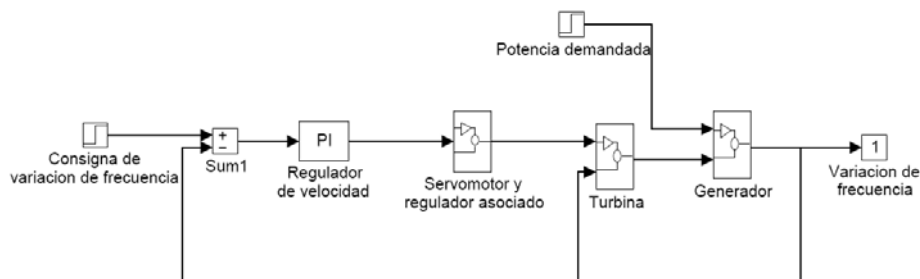 Potencia demandada
+
−
PI
1
Consigna de
variacion de frecuencia
Sum1
Regulador
de velocidad
Servomotor y
regulador asociado
Turbina
Generador
Variacion de
frecuencia